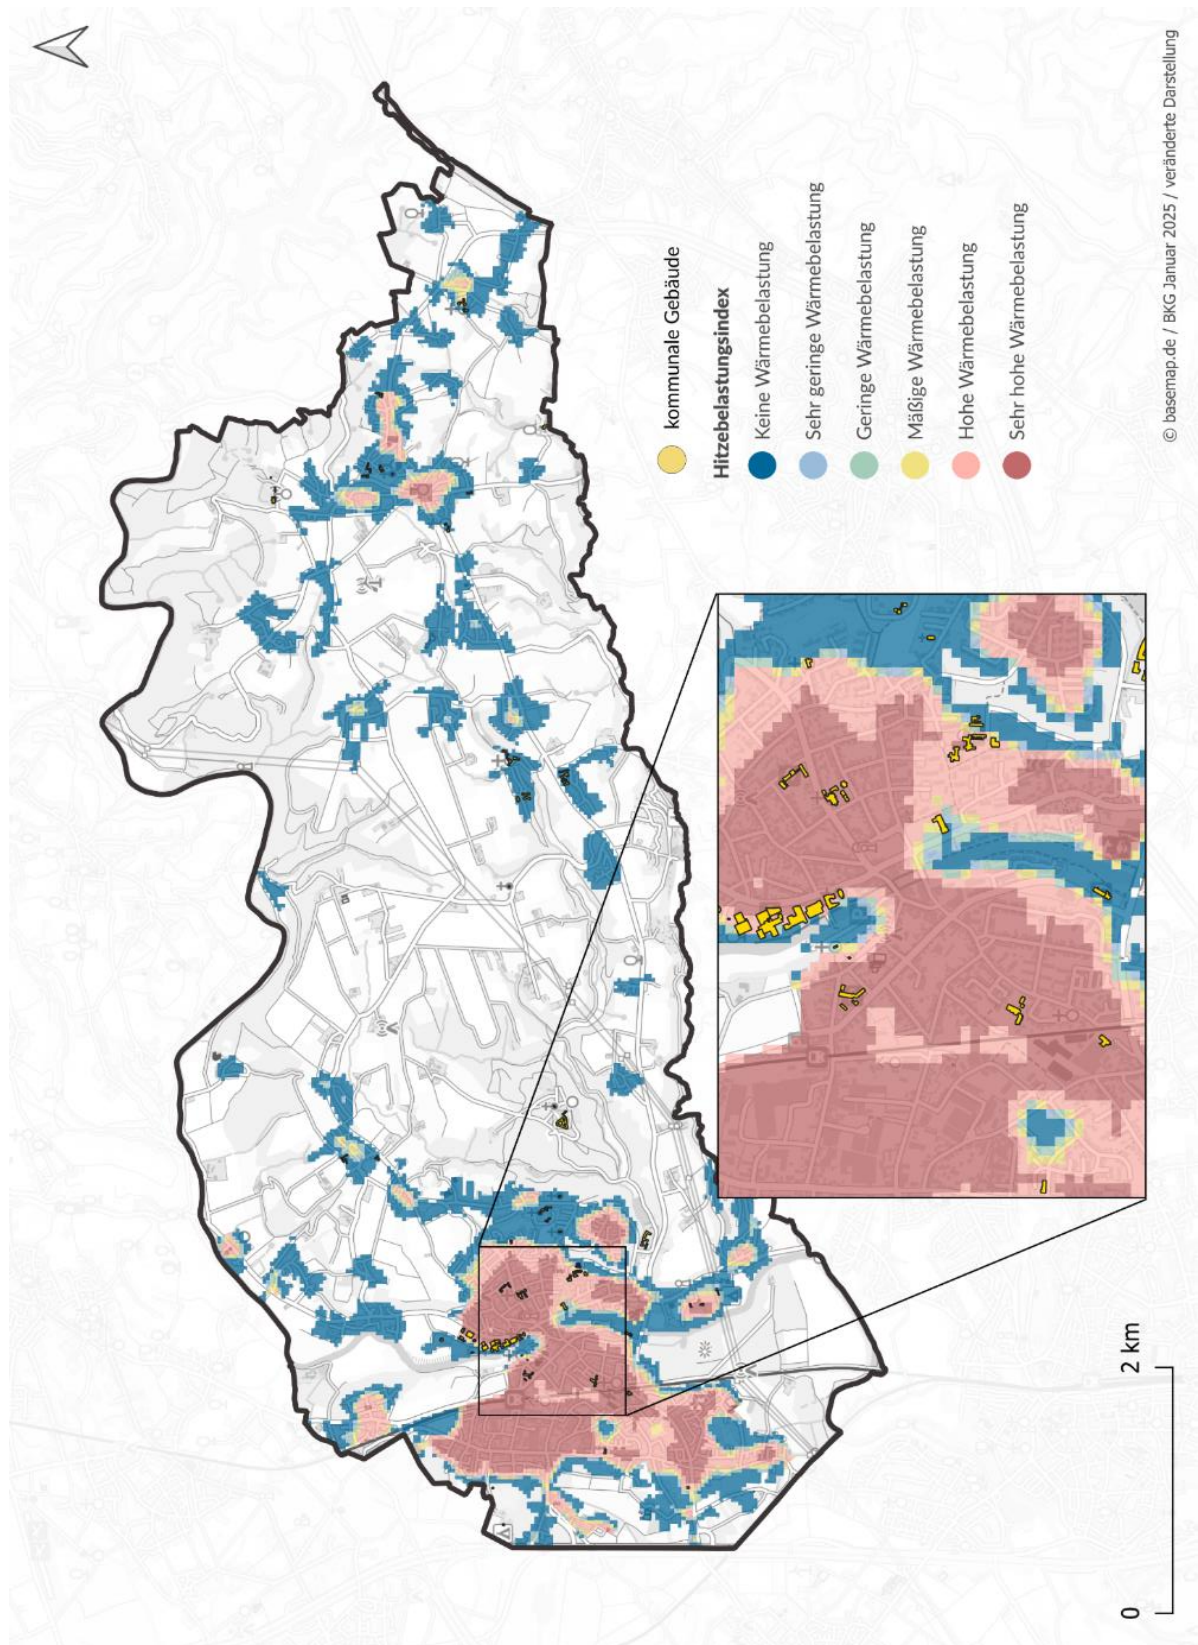 kommunale Gebäude
Hitzebelastungsindex
Keine Wärmebelastung
Sehr geringe Wärmebelastung
Geringe Wärmebelastung
Mäßige Wärmebelastung
Hohe Wärmebelastung
Sehr hohe Wärmebelastung
0 2 km
© basemap.de / BKG Januar 2025 / veränderte Darstellung